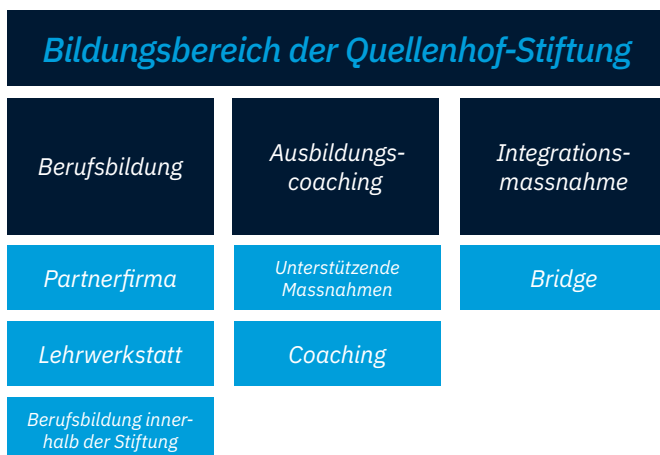 Bildungsbereich der Quellenhof-Stiftung
Berufsbildung
Ausbildungs-
coaching
Integrations-
massnahme
Partnerfirma
Unterstützende
Massnahmen
Bridge
Lehrwerkstatt
Coaching
Berufsbildung inner-
halb der Stiftung